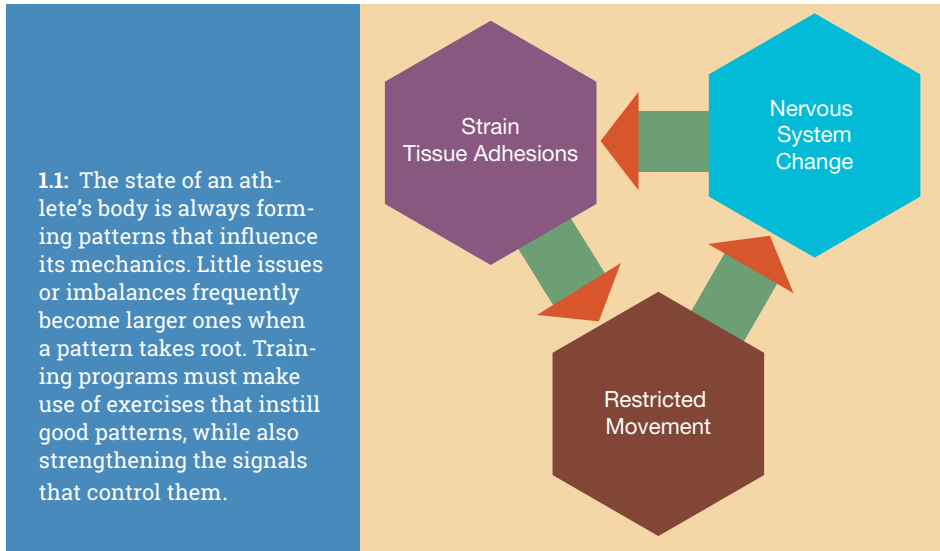 1.1: The state of an ath-
lete's body is always form-
ing patterns that influence
its mechanics. Little issues
or imbalances frequently
become larger ones when
a pattern takes root. Train-
ing programs must make
use of exercises that instill
good patterns, while also
strengthening the signals
that control them.
Strain
Tissue Adhesions
Nervous
System
Change
Restricted
Movement